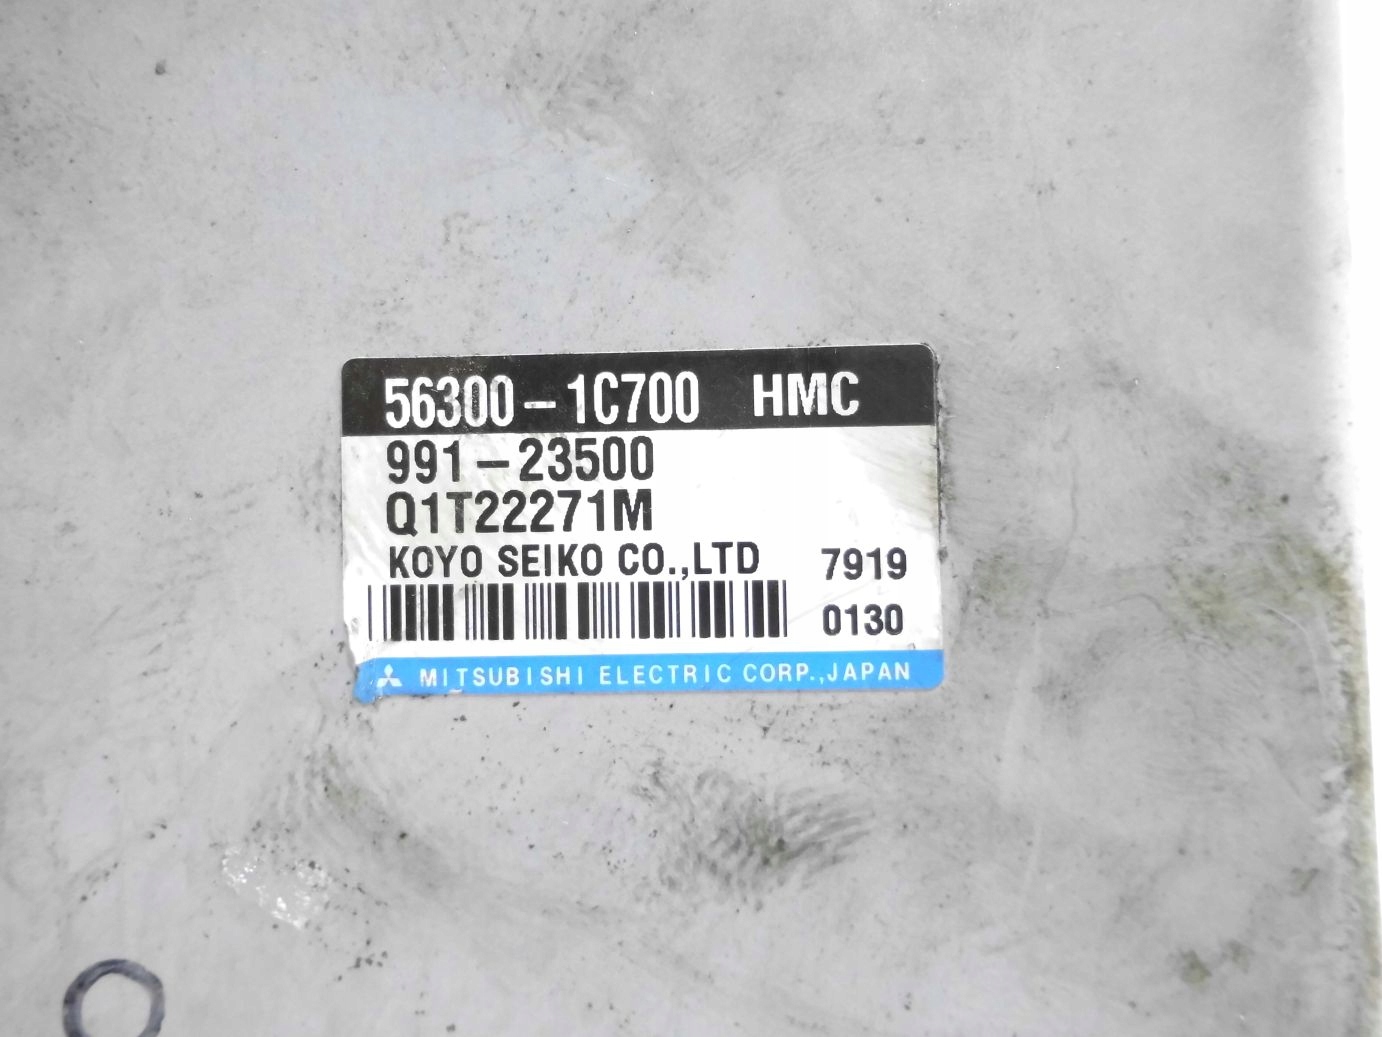 56300-1C700 HMC
991-23500
Q1T22271M
KOYO SEIKO CO.,LTD 7919
0130
MITSUBISHI ELECTRIC CORP.,JAPAN